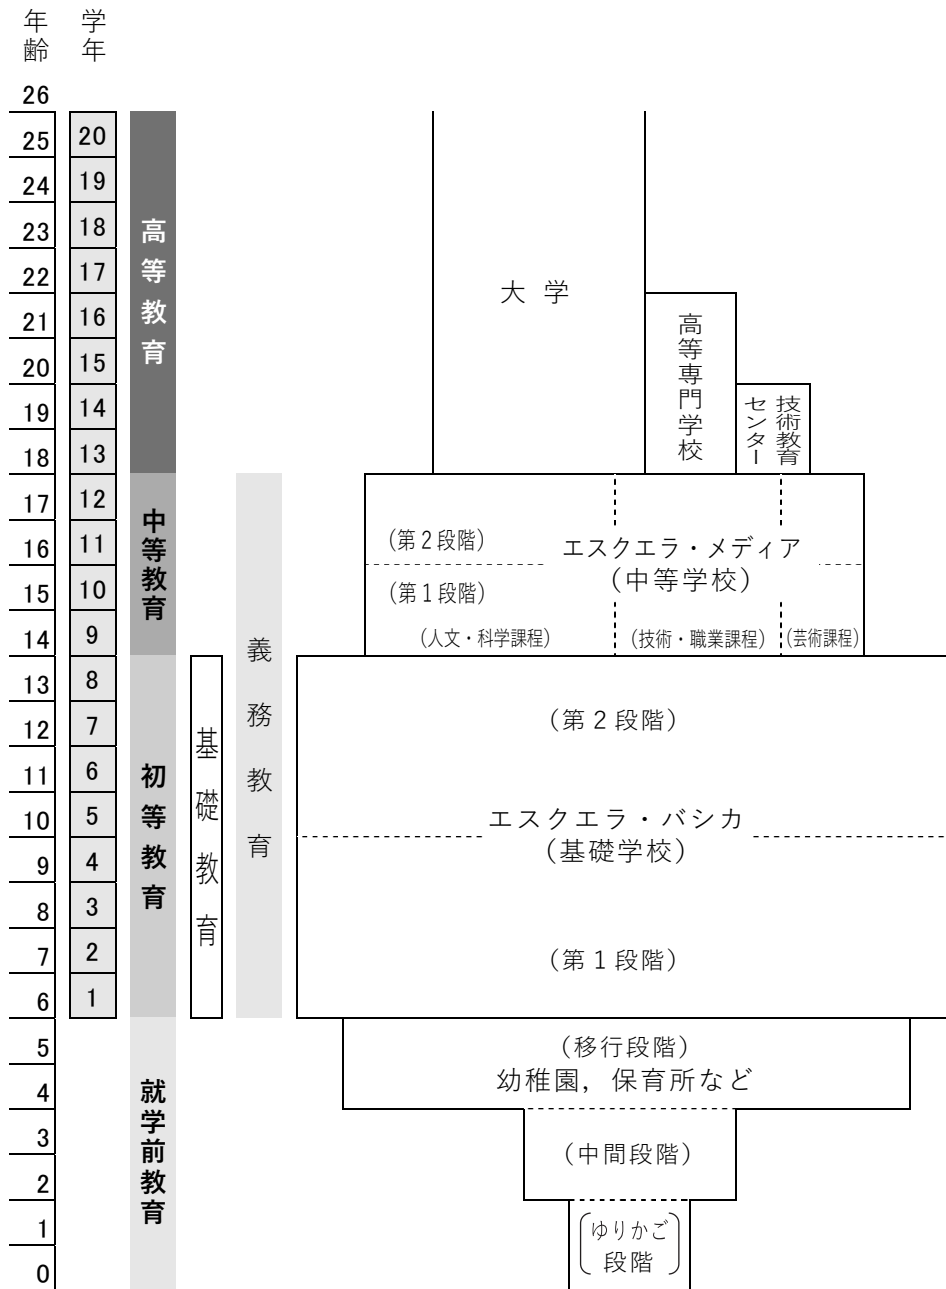 年齢
学年
26
25 20
24 19
23 18
22 17
21 16
20 15
19 14
18 13
17 12
16 11
15 10
14 9
13 8
12 7
11 6
10 5
9 4
8 3
7 2
6 1
5
4
3
2
1
0
高等教育
中等教育
初等教育
就学前教育
基礎教育
義務教育
大学
高等専門学校
技術教育
センター
(第2段階)
エスクエラ・メディア
(中等学校)
(第1段階)
(人文・科学課程)
(技術・職業課程)
(芸術課程)
(第2段階)
エスクエラ・バシカ
(基礎学校)
(第1段階)
(移行段階)
幼稚園，保育所など
(中間段階)
(ゆりかご
段階)